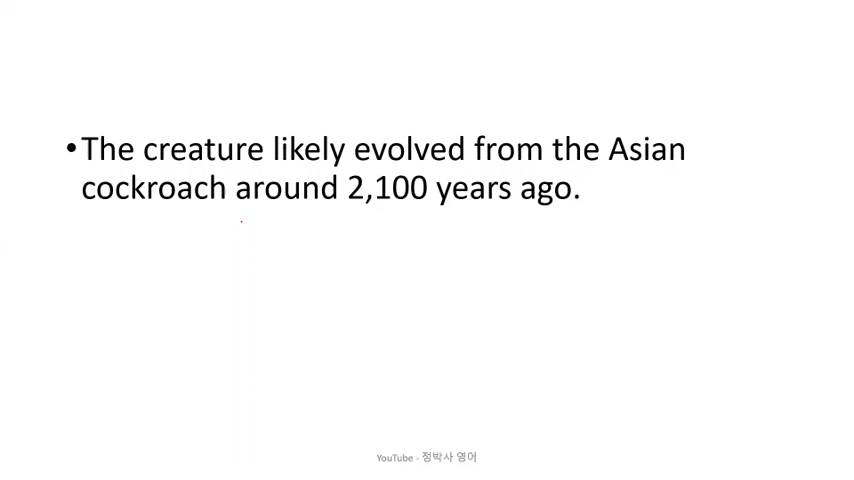 •The creature likely evolved from the Asian
cockroach around 2,100 years ago.
YouTube - 정박사 영어